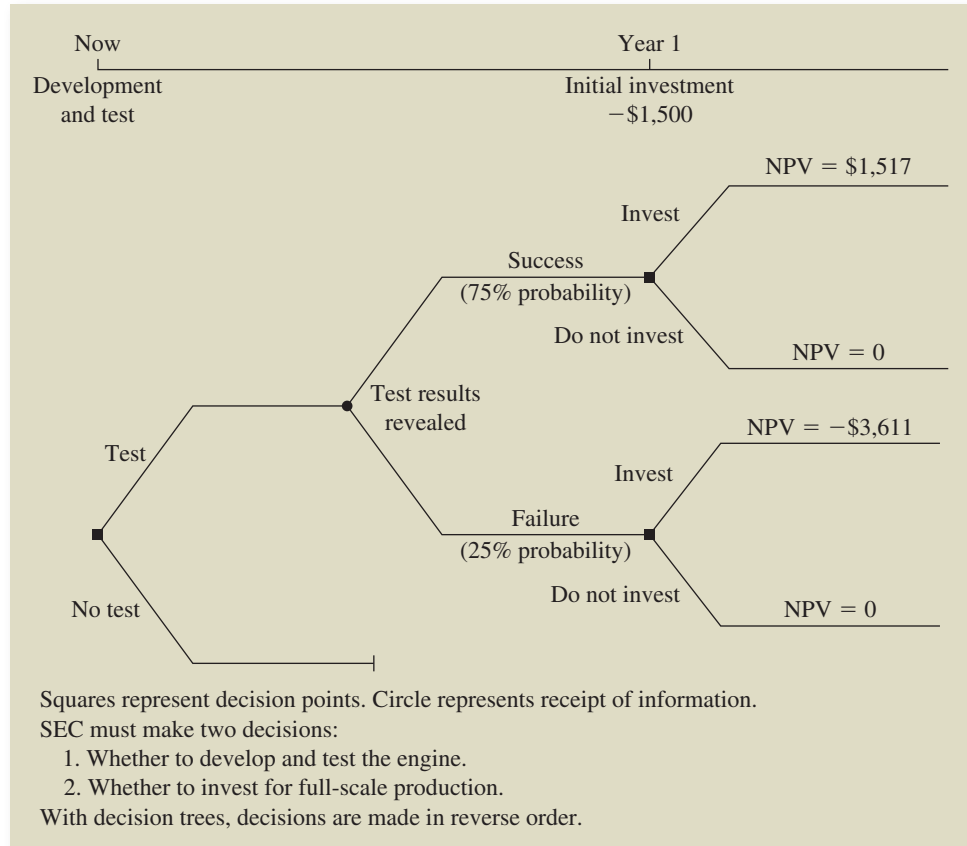 Now
Year 1
Development
and test
Initial investment
−$1,500
NPV = $1,517
Invest
Success
(75% probability)
Do not invest
NPV = 0
Test results
revealed
NPV = −$3,611
Test
Invest
Failure
(25% probability)
Do not invest
No test
NPV = 0
Squares represent decision points. Circle represents receipt of information.
SEC must make two decisions:
1. Whether to develop and test the engine.
2. Whether to invest for full-scale production.
With decision trees, decisions are made in reverse order.